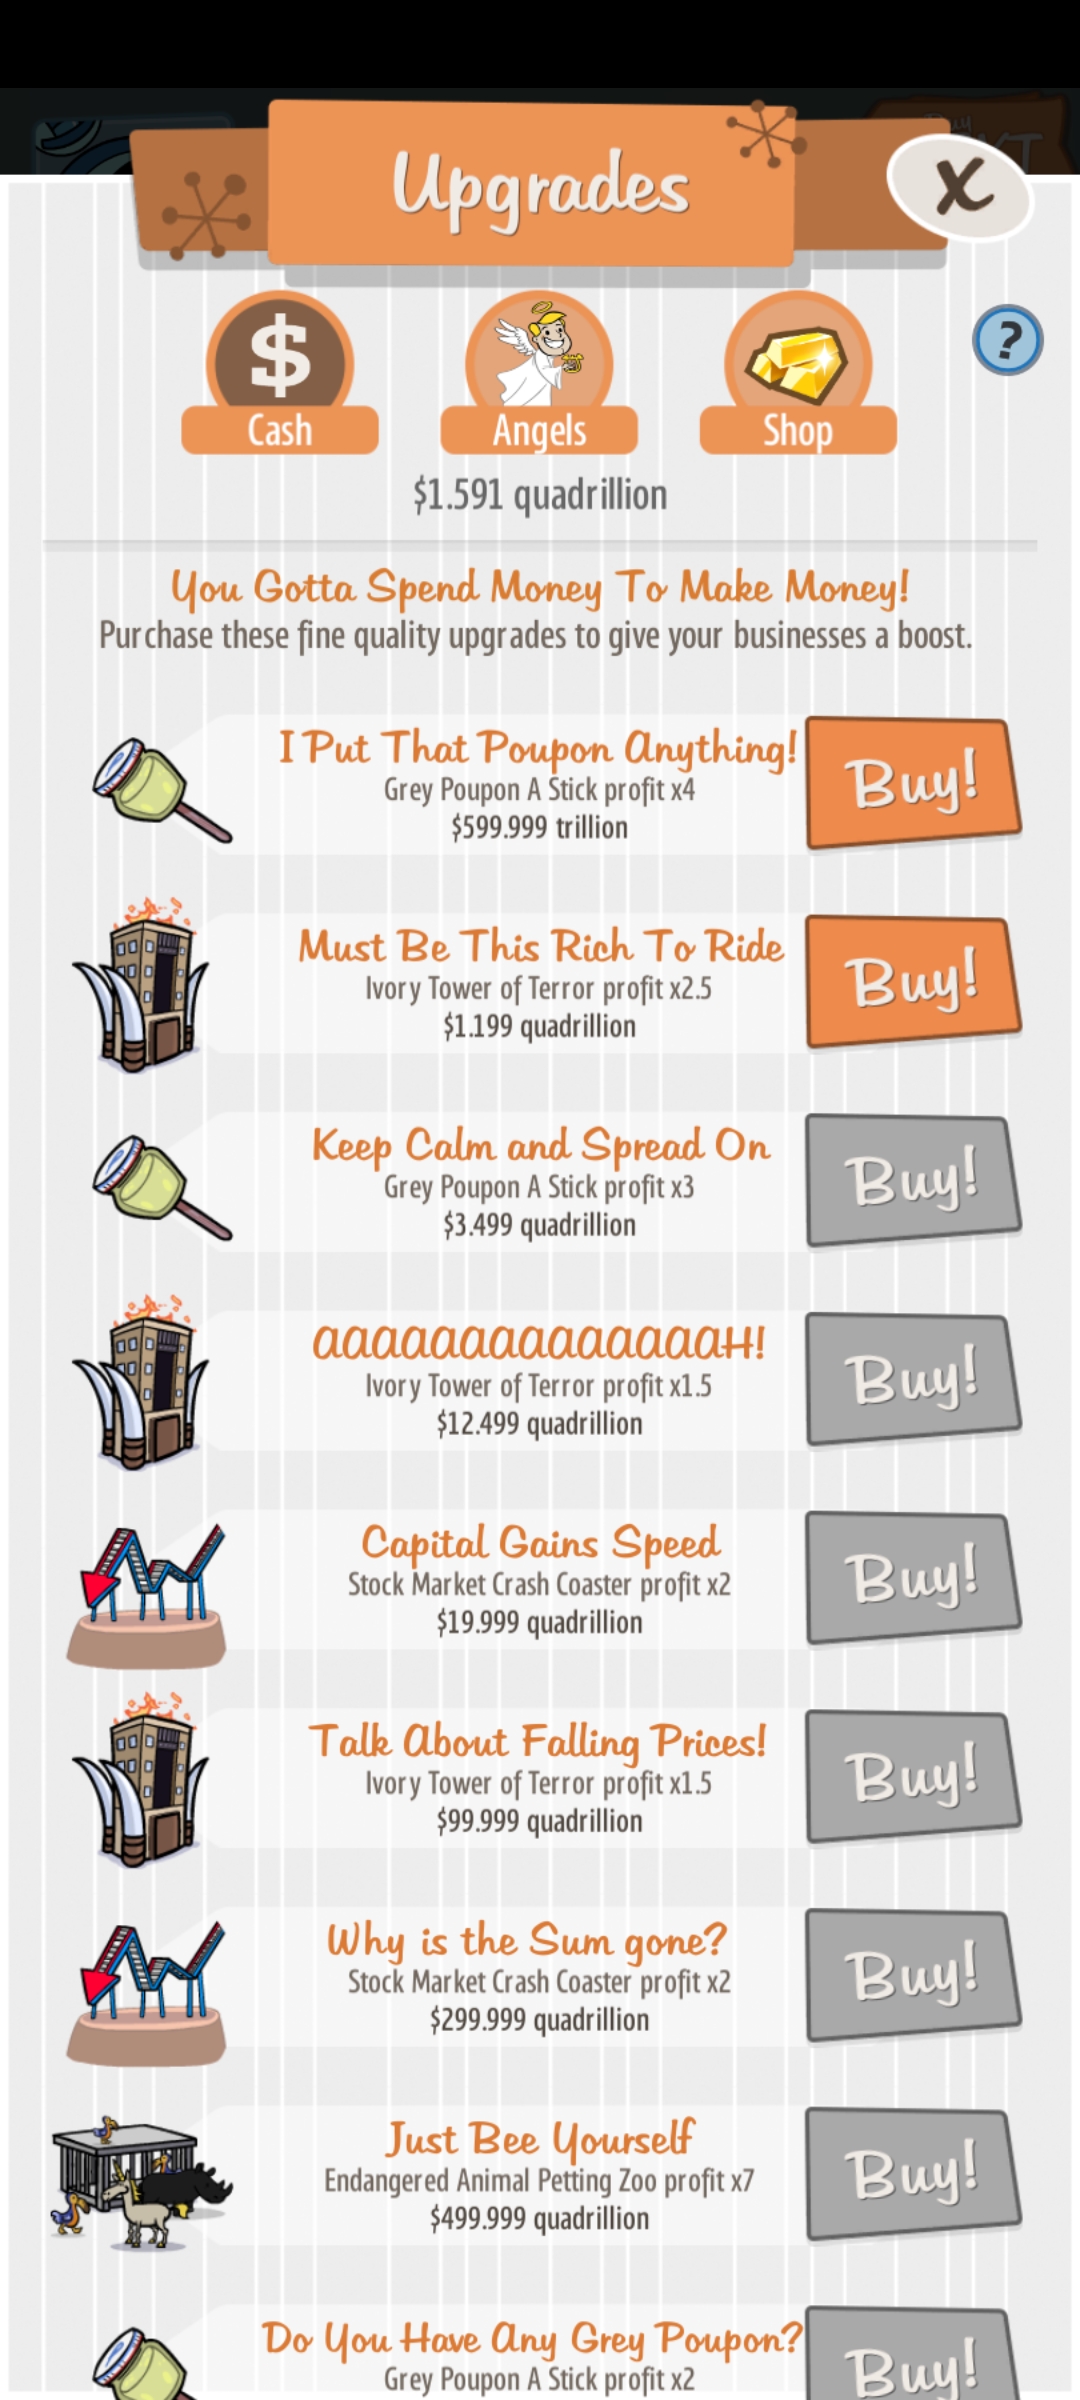 Upgrades
X
$
Cash
Angels
Shop
?
$1.591 quadrillion
You Gotta Spend Money To Make Money!
Purchase these fine quality upgrades to give your businesses a boost.
I Put That Poupon Anything!
Grey Poupon A Stick profit x4
$599.999 trillion
Buy!
Must Be This Rich To Ride
Ivory Tower of Terror profit x2.5
$1.199 quadrillion
Buy!
Keep Calm and Spread On
Grey Poupon A Stick profit x3
$3.499 quadrillion
Buy!
aaaaaaaaaaaaaaH!
Ivory Tower of Terror profit x1.5
$12.499 quadrillion
Buy!
Capital Gains Speed
Stock Market Crash Coaster profit x2
$19.999 quadrillion
Buy!
Talk About Falling Prices!
Ivory Tower of Terror profit x1.5
$99.999 quadrillion
Buy!
Why is the Sum gone?
Stock Market Crash Coaster profit x2
$299.999 quadrillion
Buy!
Just Bee Yourself
Endangered Animal Petting Zoo profit x7
$499.999 quadrillion
Buy!
Do You Have Any Grey Poupon?
Grey Poupon A Stick profit x2
Buy!